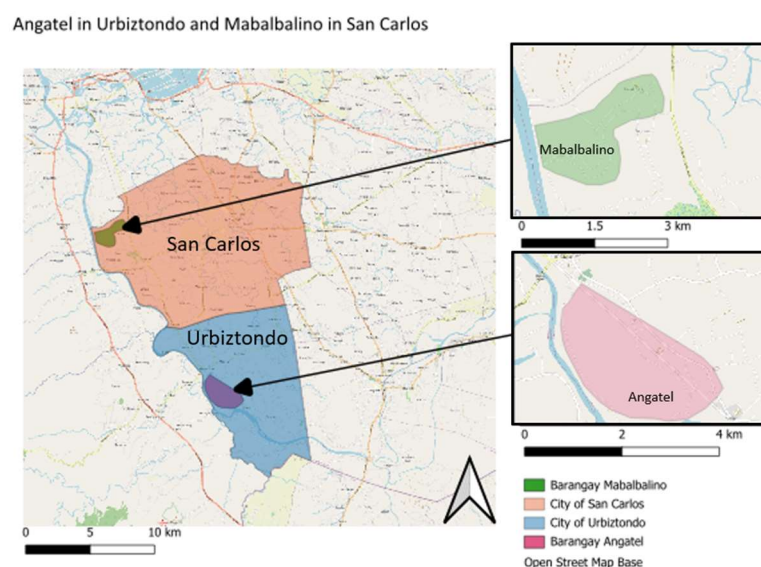 Angatel in Urbiztondo and Mabalbalino in San Carlos
Mabalbalino
0 1.5 3 km
San Carlos
Urbiztondo
Angatel
0 2 4 km
Barangay Mabalbalino
City of San Carlos
City of Urbiztondo
Barangay Angatel
Open Street Map Base
0 5 10 km